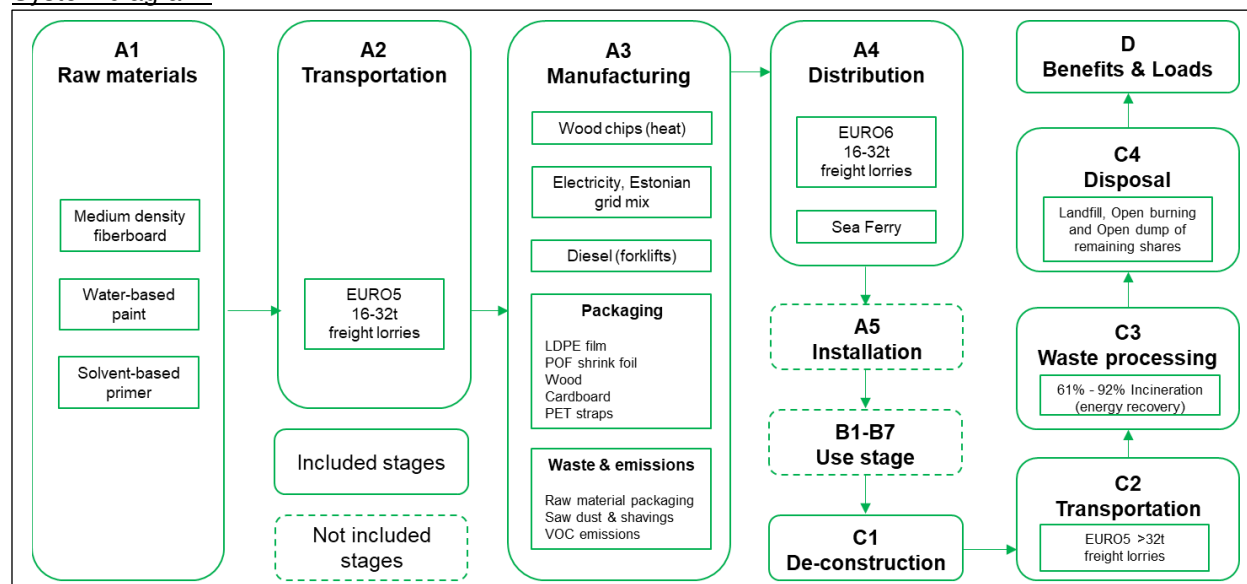 System diagram
A1
Raw materials
Medium density
fiberboard
Water-based
paint
Solvent-based
primer
A2
Transportation
EURO5
16-32t
freight lorries
Included stages
Not included
stages
A3
Manufacturing
Wood chips (heat)
Electricity, Estonian
grid mix
Diesel (forklifts)
Packaging
LDPE film
POF shrink foil
Wood
Cardboard
PET straps
Waste & emissions
Raw material packaging
Saw dust & shavings
VOC emissions
A4
Distribution
EURO6
16-32t
freight lorries
Sea Ferry
A5
Installation
B1-B7
Use stage
C1
De-construction
D
Benefits & Loads
C4
Disposal
Landfill, Open burning
and Open dump of
remaining shares
C3
Waste processing
61% - 92% Incineration
(energy recovery)
C2
Transportation
EURO5 >32t
freight lorries